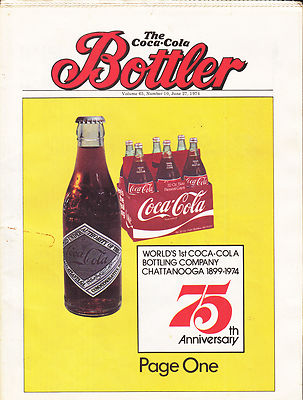 The
Coca-Cola
Bottler
Volume 65, Number 10, June 27, 1974
Coca-Cola
Coca-Cola
WORLD'S 1st COCA-COLA
BOTTLING COMPANY
CHATTANOOGA 1899-1974
75th
Anniversary
Page One